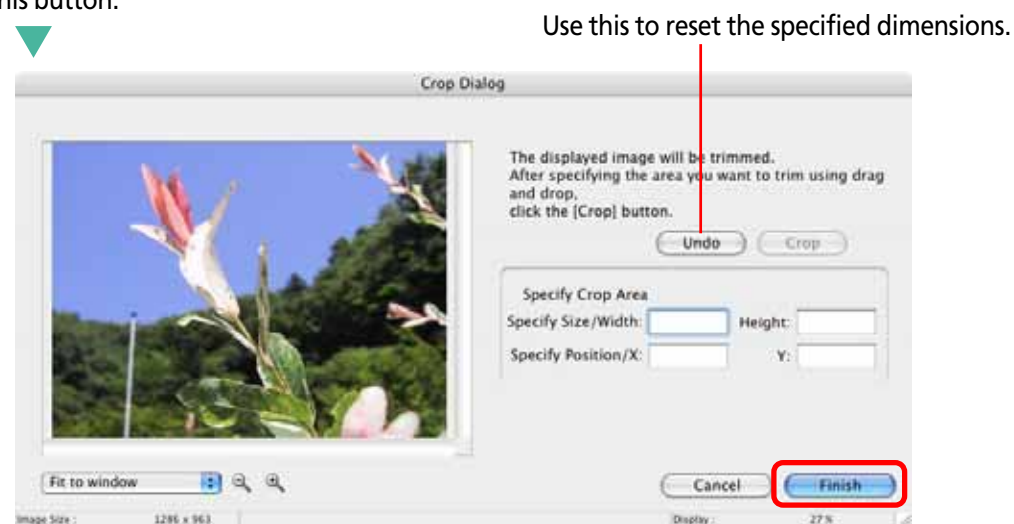 his button.
Use this to reset the specified dimensions.
Crop Dialog
The displayed image will be trimmed.
After specifying the area you want to trim using drag
and drop,
click the [Crop] button.
Undo
Crop
Specify Crop Area
Specify Size/Width:
Height:
Specify Position/X:
Y:
Fit to window
Cancel
Finish
Image Size :
1286 x 963
Display :
27 %